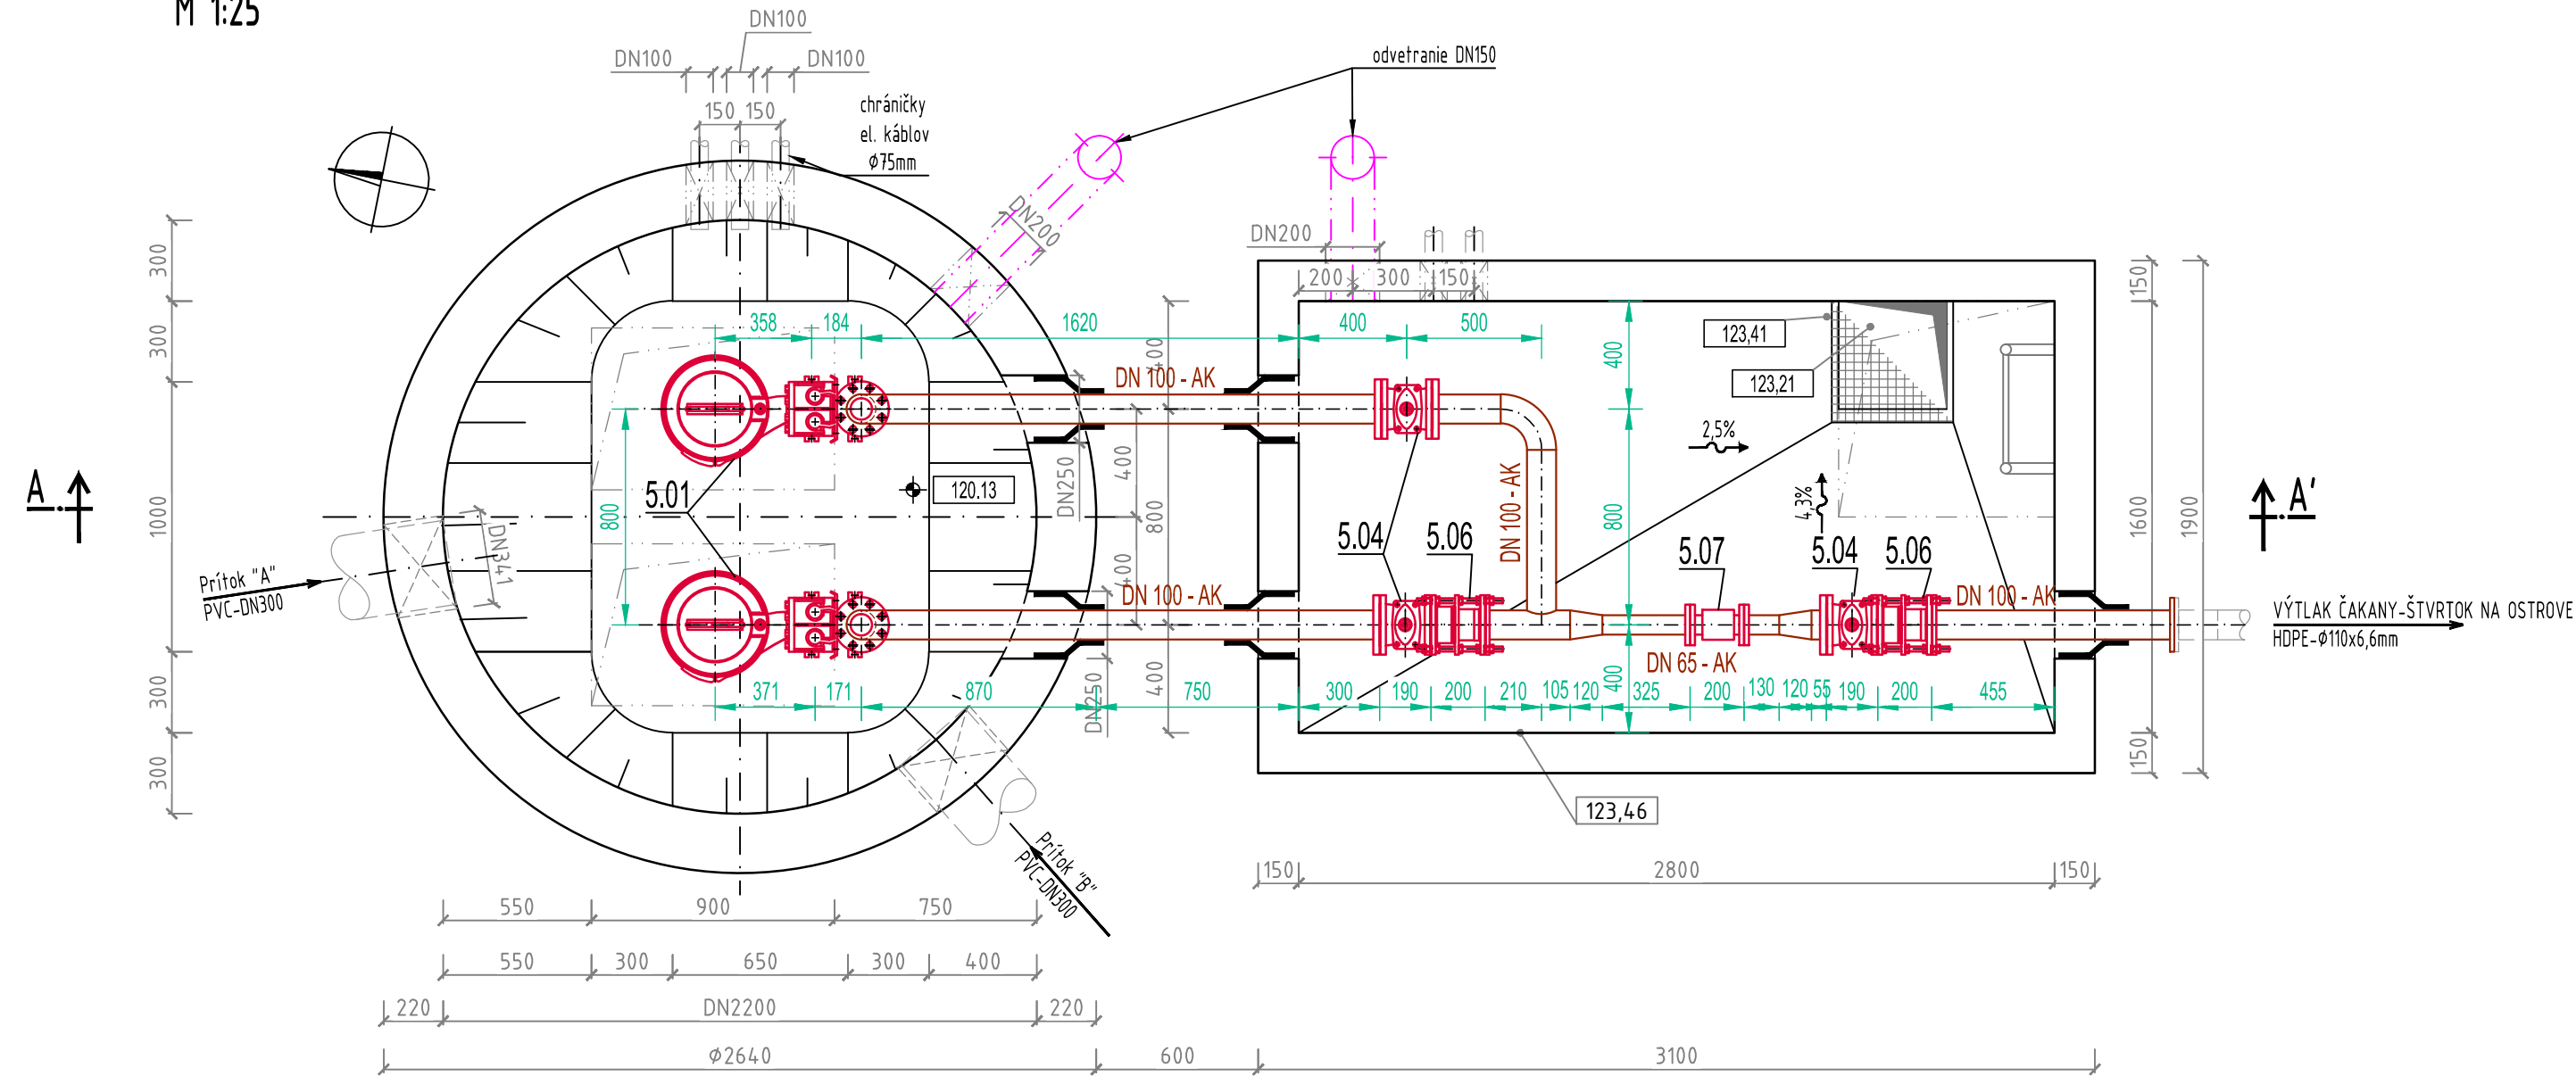 M 1:25
DN100
DN100
DN100
150
150
chráničky
el. káblov
ϕ75mm
odvetranie DN150
DN200
DN200
200
300
150
300
300
1000
300
300
358
184
1620
400
500
400
400
123,41
123,21
150
1600
1900
150
DN 100 - AK
2,5%
4,3%
DN250
400
800
400
400
DN 100 - AK
800
800
5.01
120.13
A
A'
DN341
Prítok "A"
PVC-DN300
5.04
5.06
5.07
5.04
5.06
DN 100 - AK
DN 100 - AK
DN 65 - AK
VÝTLAK ČAKANY-ŠTVRTOK NA OSTROVE
HDPE-ϕ110x6,6mm
400
371
171
870
DN250
750
300
190
200
210
105
120
325
200
130
120
55
190
200
455
123,46
Prítok "B"
PVC-DN300
150
2800
150
550
900
750
550
300
650
300
400
220
DN2200
220
ϕ2640
600
3100